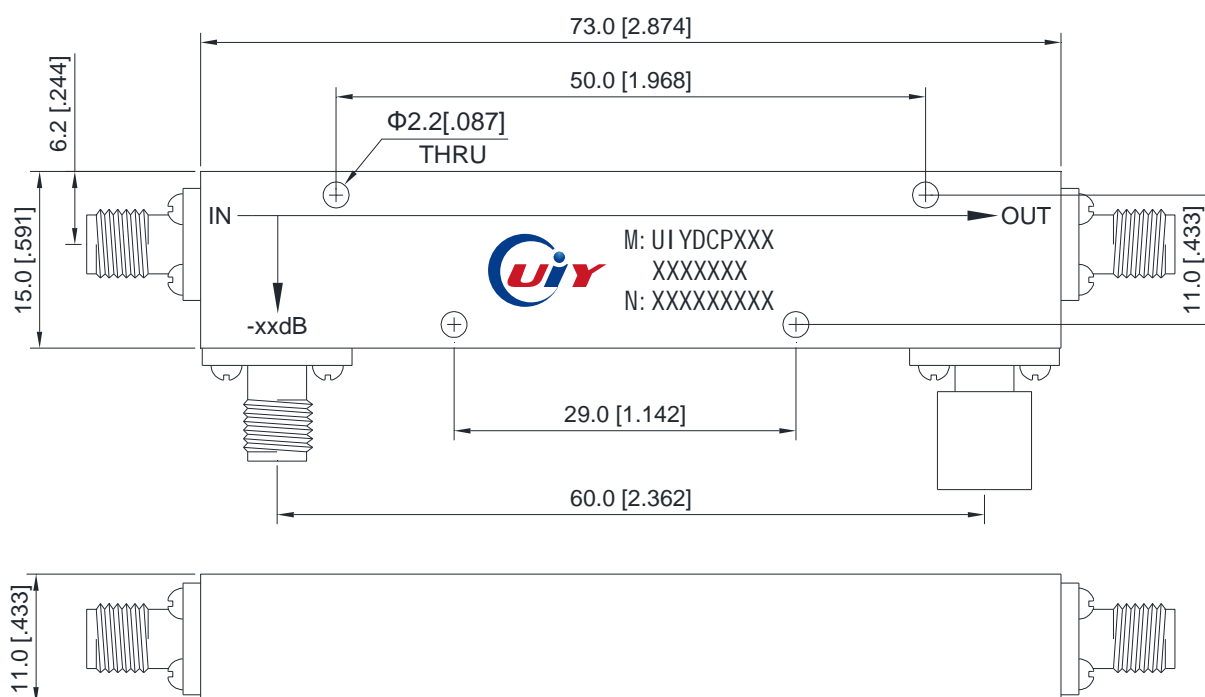 73.0 [2.874]
50.0 [1.968]
6.2 [.244]
Φ2.2[.087]
THRU
IN
OUT
15.0 [.591]
UiY
M: UIYDCPXXX
XXXXXXX
N: XXXXXXXXX
11.0 [.433]
-xxdB
29.0 [1.142]
60.0 [2.362]
11.0 [.433]